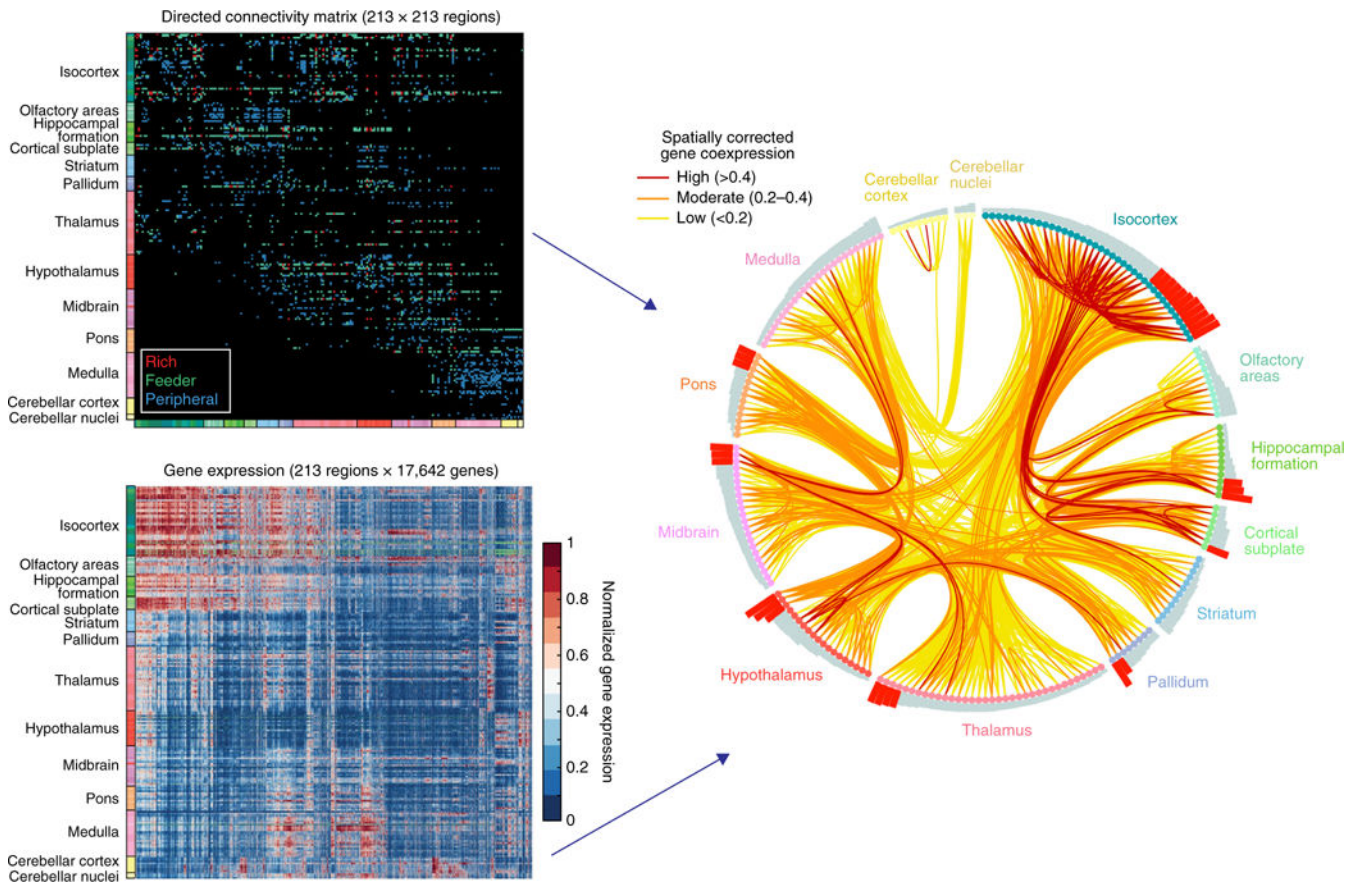 Directed connectivity matrix (213 × 213 regions)
Isocortex
Olfactory areas
Hippocampal
formation
Cortical subplate
Striatum
Pallidum
Thalamus
Hypothalamus
Midbrain
Pons
Medulla
Cerebellar cortex
Cerebellar nuclei
Rich
Feeder
Peripheral
Gene expression (213 regions × 17,642 genes)
Isocortex
Olfactory areas
Hippocampal
formation
Cortical subplate
Striatum
Pallidum
Thalamus
Hypothalamus
Midbrain
Pons
Medulla
Cerebellar cortex
Cerebellar nuclei
1
0.8
0.6
0.4
0.2
0
Normalized gene expression
Spatially corrected
gene coexpression
High (>0.4)
Moderate (0.2–0.4)
Low (<0.2)
Cerebellar
cortex
Cerebellar
nuclei
Isocortex
Olfactory
areas
Hippocampal
formation
Cortical
subplate
Striatum
Pallidum
Thalamus
Hypothalamus
Midbrain
Pons
Medulla